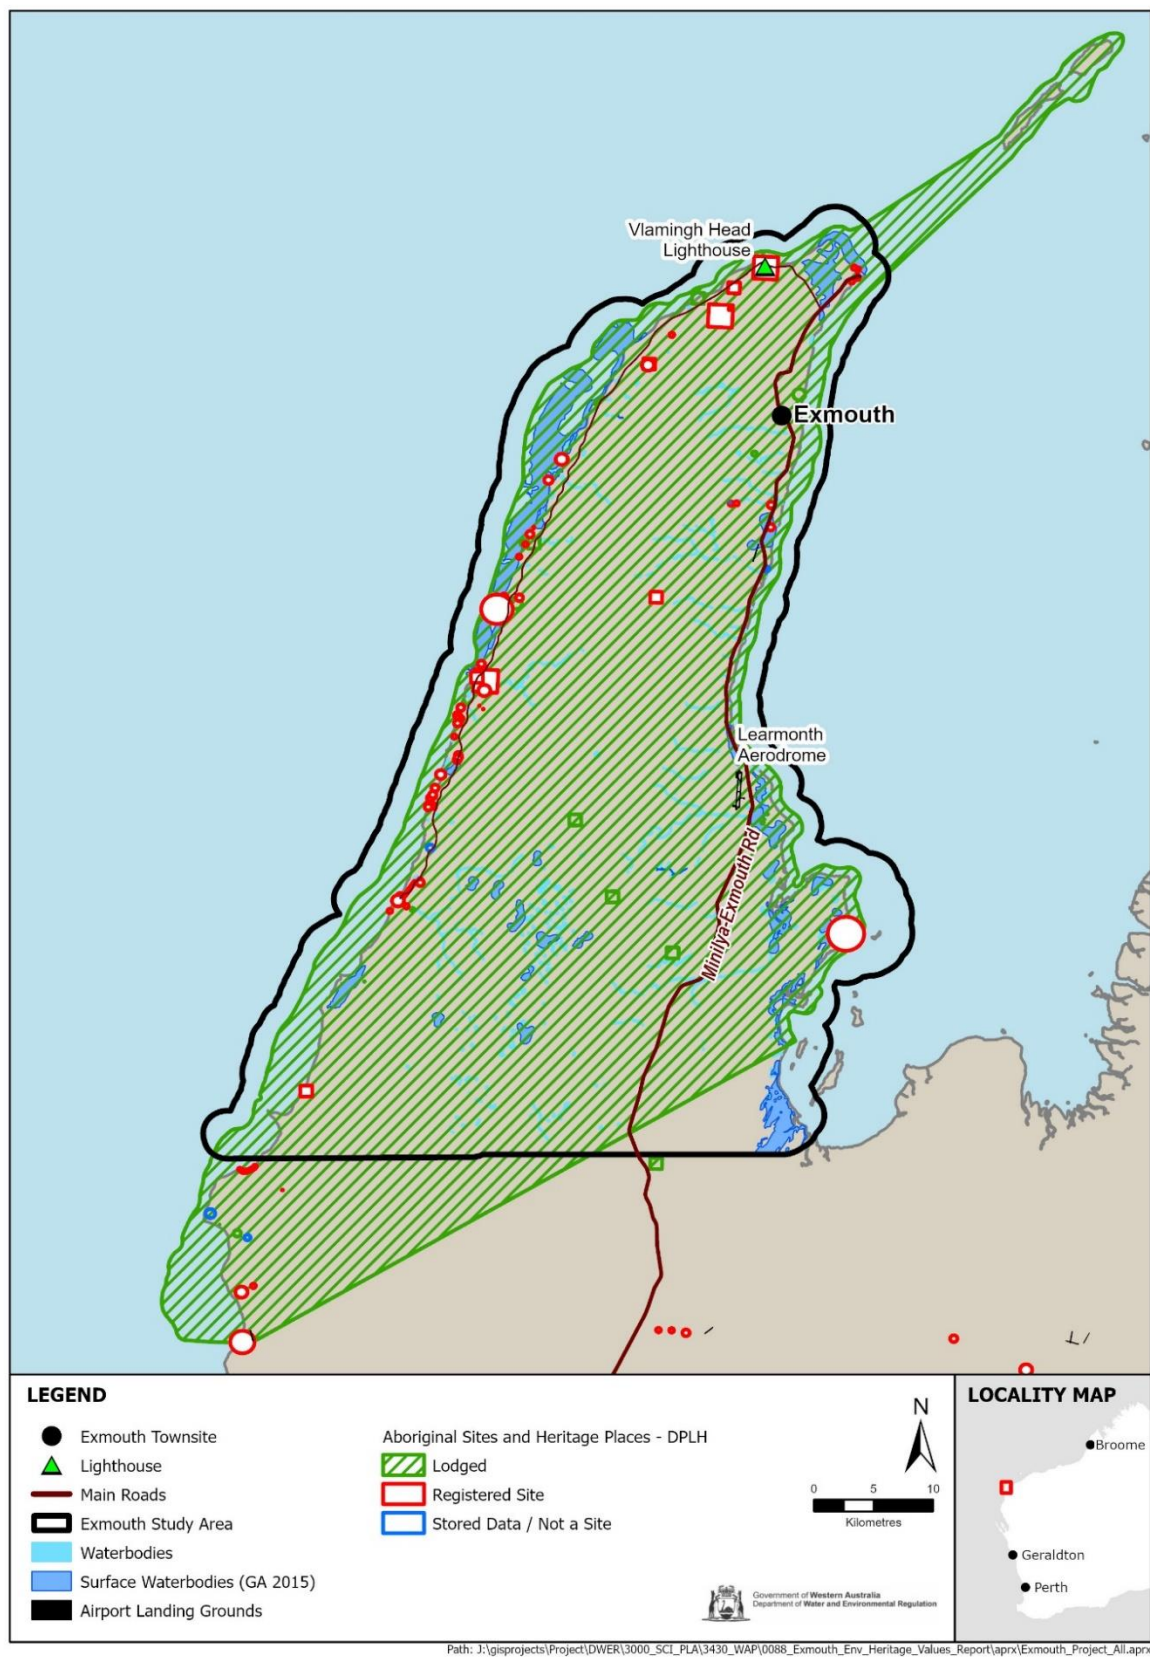 Vlamingh Head
Lighthouse
Exmouth
Learmonth
Aerodrome
Minilya-Exmouth Rd
LEGEND
Exmouth Townsite
Lighthouse
Main Roads
Exmouth Study Area
Waterbodies
Surface Waterbodies (GA 2015)
Airport Landing Grounds
Aboriginal Sites and Heritage Places - DPLH
Lodged
Registered Site
Stored Data / Not a Site
N
0 5 10
Kilometres
Government of Western Australia
Department of Water and Environmental Regulation
LOCALITY MAP
Broome
Geraldton
Perth
Path: J:\gisprojects\Project\DWER\3000_SCI_PLA\3430_WAP\0088_Exmouth_Env_Heritage_Values_Report\aprx\Exmouth_Project_All.aprx